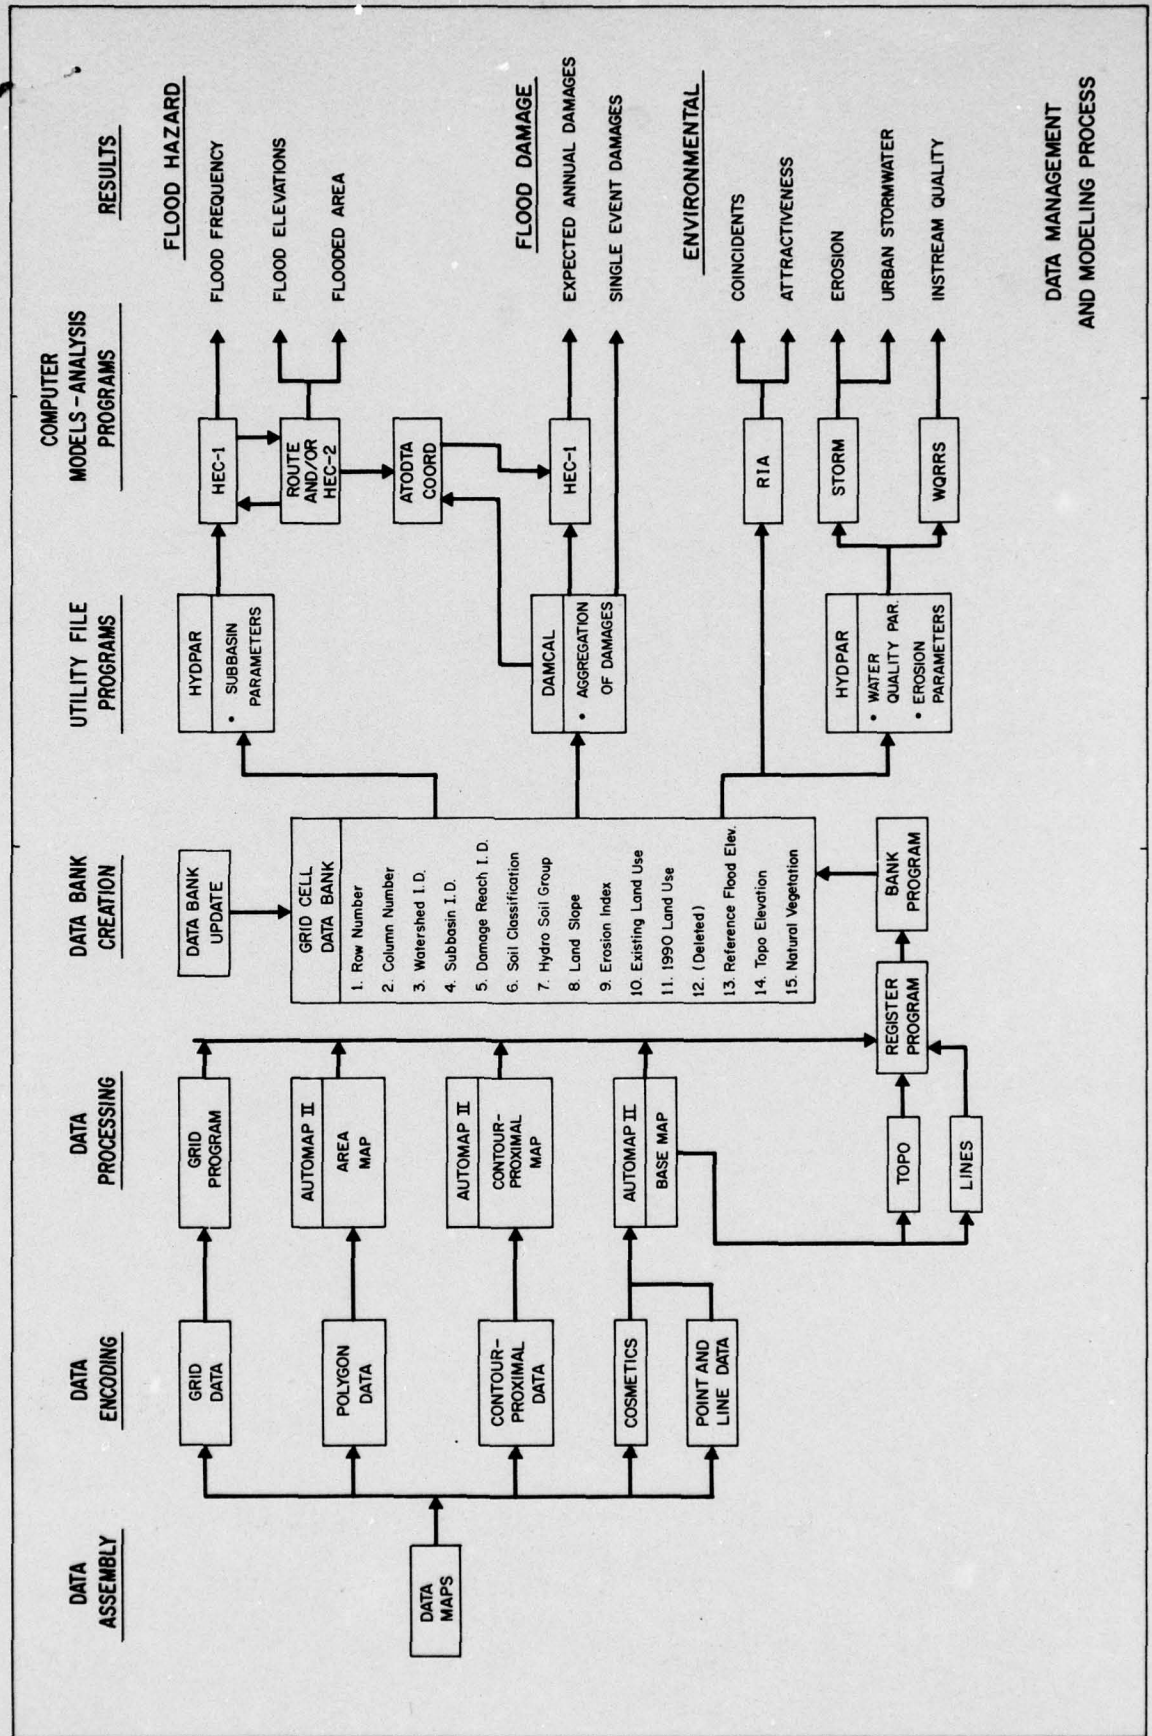 DATA
ASSEMBLY
DATA
ENCODING
DATA
PROCESSING
DATA BANK
CREATION
UTILITY FILE
PROGRAMS
COMPUTER
MODELS-ANALYSIS
PROGRAMS
RESULTS
DATA
MAPS
GRID
DATA
POLYGON
DATA
CONTOUR-
PROXIMAL
DATA
COSMETICS
POINT AND
LINE DATA
GRID
PROGRAM
AUTOMAP II
AREA
MAP
AUTOMAP II
CONTOUR-
PROXIMAL
MAP
AUTOMAP II
BASE MAP
TOPO
LINES
REGISTER
PROGRAM
BANK
PROGRAM
DATA BANK
UPDATE
GRID CELL
DATA BANK
1. Row Number
2. Column Number
3. Watershed I.D.
4. Subbasin I.D.
5. Damage Reach I.D.
6. Soil Classification
7. Hydro Soil Group
8. Land Slope
9. Erosion Index
10. Existing Land Use
11. 1990 Land Use
12. (Deleted)
13. Reference Flood Elev.
14. Topo Elevation
15. Natural Vegetation
HYDPAR
• SUBBASIN
PARAMETERS
DAMCAL
• AGGREGATION
OF DAMAGES
HYDPAR
• WATER
QUALITY PAR.
• EROSION
PARAMETERS
HEC-1
ROUTE
AND/OR
HEC-2
ATODTA
COORD
HEC-1
RIA
STORM
WQRRS
FLOOD HAZARD
FLOOD FREQUENCY
FLOOD ELEVATIONS
FLOODED AREA
FLOOD DAMAGE
EXPECTED ANNUAL DAMAGES
SINGLE EVENT DAMAGES
ENVIRONMENTAL
COINCIDENTS
ATTRACTIVENESS
EROSION
URBAN STORMWATER
INSTREAM QUALITY
DATA MANAGEMENT
AND MODELING PROCESS